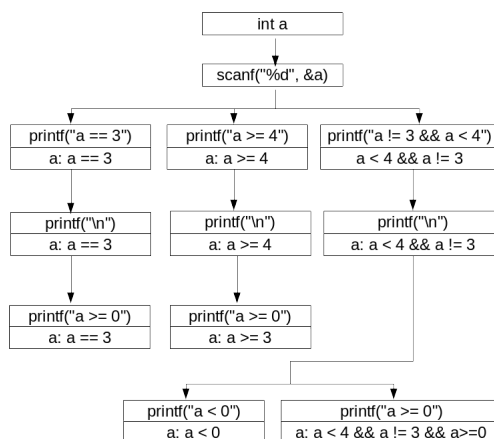 int a
scanf("%d", &a)
printf("a == 3")
a: a == 3
printf("a >= 4")
a: a >= 4
printf("a != 3 && a < 4")
a < 4 && a != 3
printf("\n")
a: a == 3
printf("\n")
a: a >= 4
printf("\n")
a: a < 4 && a != 3
printf("a >= 0")
a: a == 3
printf("a >= 0")
a: a >= 3
printf("a < 0")
a: a < 0
printf("a >= 0")
a: a < 4 && a != 3 && a>=0